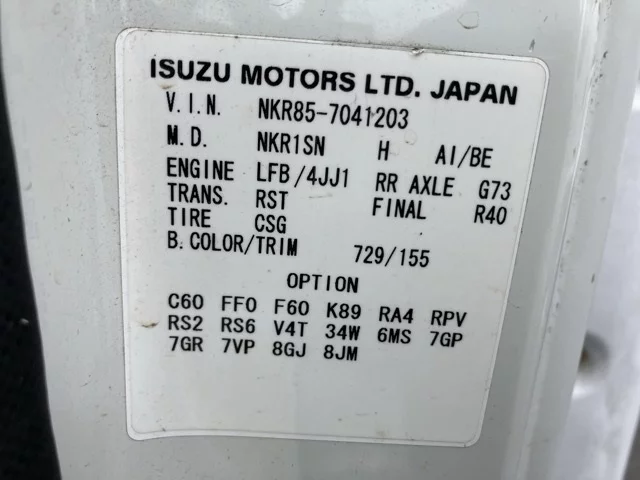 ISUZU MOTORS LTD. JAPAN
V.I.N. NKR85-7041203
M.D. NKR1SN H AI/BE
ENGINE LFB/4JJ1 RR AXLE G73
TRANS. RST FINAL R40
TIRE CSG
B.COLOR/TRIM 729/155
OPTION
C60 FF0 F60 K89 RA4 RPV
RS2 RS6 V4T 34W 6MS 7GP
7GR 7VP 8GJ 8JM